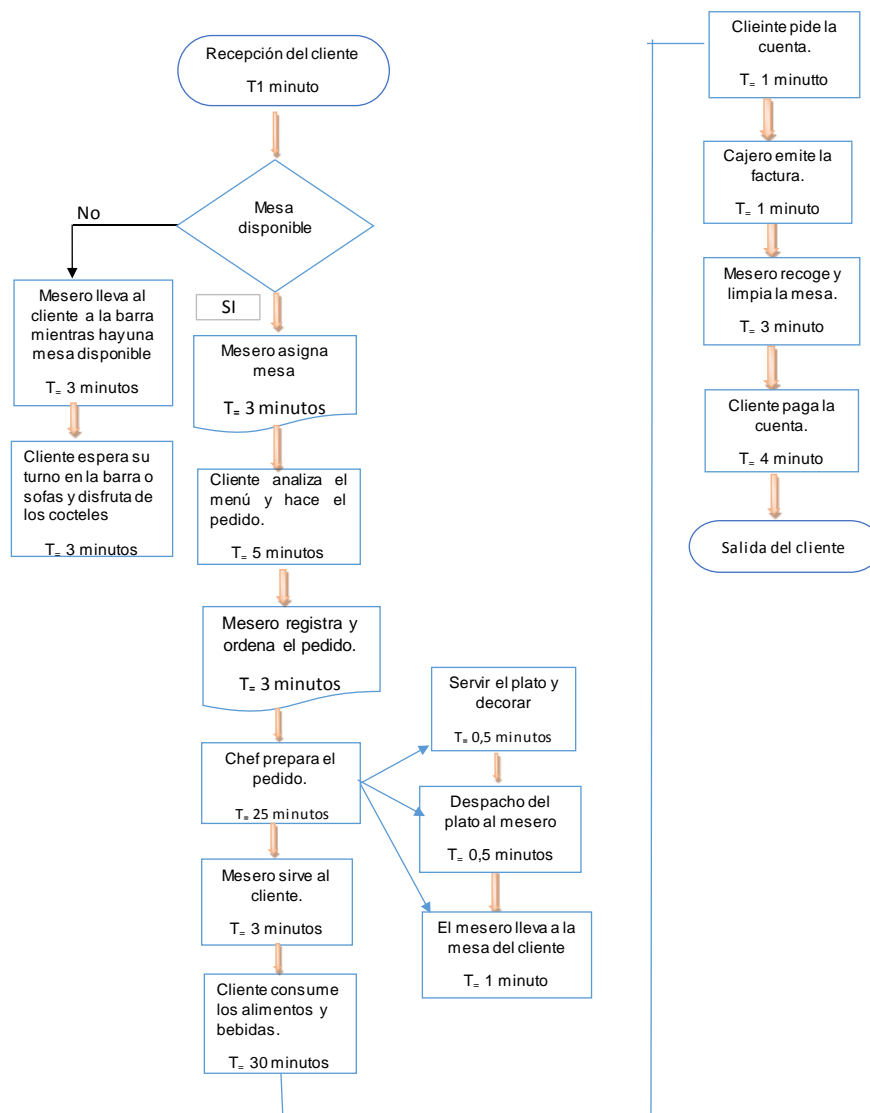 Recepción del cliente
T1 minuto
Mesa
disponible
No
Mesero lleva al
cliente a la barra
mientras hay una
mesa disponible
T= 3 minutos
Cliente espera su
turno en la barra o
sofas y disfruta de
los cocteles
T= 3 minutos
SI
Mesero asigna
mesa
T= 3 minutos
Cliente analiza el
menú y hace el
pedido.
T= 5 minutos
Mesero registra y
ordena el pedido.
T= 3 minutos
Chef prepara el
pedido.
T= 25 minutos
Servir el plato y
decorar
T= 0,5 minutos
Despacho del
plato al mesero
T= 0,5 minutos
El mesero lleva a la
mesa del cliente
T= 1 minuto
Mesero sirve al
cliente.
T= 3 minutos
Cliente consume
los alimentos y
bebidas.
T= 30 minutos
Clieinte pide la
cuenta.
T= 1 minutto
Cajero emite la
factura.
T= 1 minuto
Mesero recoge y
limpia la mesa.
T= 3 minuto
Cliente paga la
cuenta.
T= 4 minuto
Salida del cliente